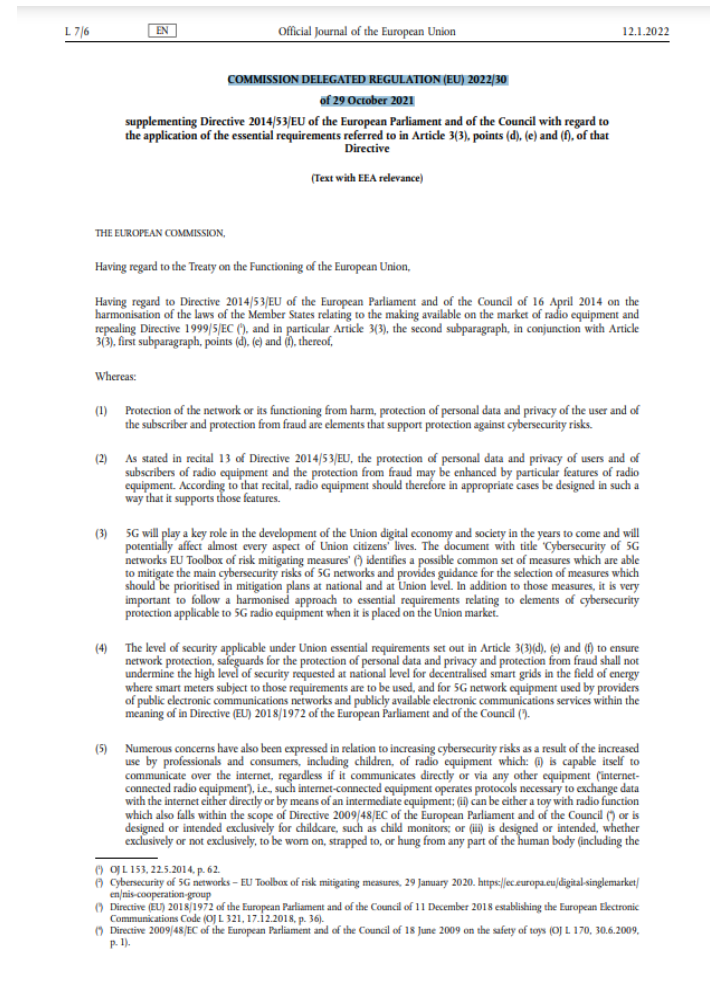 L 7/6 EN Official Journal of the European Union 12.1.2022
COMMISSION DELEGATED REGULATION (EU) 2022/30
of 29 October 2021
supplementing Directive 2014/53/EU of the European Parliament and of the Council with regard to
the application of the essential requirements referred to in Article 3(3), points (d), (e) and (f), of that
Directive
(Text with EEA relevance)
THE EUROPEAN COMMISSION,
Having regard to the Treaty on the Functioning of the European Union,
Having regard to Directive 2014/53/EU of the European Parliament and of the Council of 16 April 2014 on the
harmonisation of the laws of the Member States relating to the making available on the market of radio equipment and
repealing Directive 1999/5/EC (¹), and in particular Article 3(3), the second subparagraph, in conjunction with Article
3(3), first subparagraph, points (d), (e) and (f), thereof,
Whereas:
(1) Protection of the network or its functioning from harm, protection of personal data and privacy of the user and of
the subscriber and protection from fraud are elements that support protection against cybersecurity risks.
(2) As stated in recital 13 of Directive 2014/53/EU, the protection of personal data and privacy of users and of
subscribers of radio equipment and the protection from fraud may be enhanced by particular features of radio
equipment. According to that recital, radio equipment should therefore in appropriate cases be designed in such a
way that it supports those features.
(3) 5G will play a key role in the development of the Union digital economy and society in the years to come and will
potentially affect almost every aspect of Union citizens' lives. The document with title 'Cybersecurity of 5G
networks EU Toolbox of risk mitigating measures' (²) identifies a possible common set of measures which are able
to mitigate the main cybersecurity risks of 5G networks and provides guidance for the selection of measures which
should be prioritised in mitigation plans at national and at Union level. In addition to those measures, it is very
important to follow a harmonised approach to essential requirements relating to elements of cybersecurity
protection applicable to 5G radio equipment when it is placed on the Union market.
(4) The level of security applicable under Union essential requirements set out in Article 3(3)(d), (e) and (f) to ensure
network protection, safeguards for the protection of personal data and privacy and protection from fraud shall not
undermine the high level of security requested at national level for decentralised smart grids in the field of energy
where smart meters subject to those requirements are to be used, and for 5G network equipment used by providers
of public electronic communications networks and publicly available electronic communications services within the
meaning of in Directive (EU) 2018/1972 of the European Parliament and of the Council (³).
(5) Numerous concerns have also been expressed in relation to increasing cybersecurity risks as a result of the increased
use by professionals and consumers, including children, of radio equipment which: (i) is capable itself to
communicate over the internet, regardless if it communicates directly or via any other equipment ('internet-
connected radio equipment'), i.e., such internet-connected equipment operates protocols necessary to exchange data
with the internet either directly or by means of an intermediate equipment; (ii) can be either a toy with radio function
which also falls within the scope of Directive 2009/48/EC of the European Parliament and of the Council (⁴) or is
designed or intended exclusively for childcare, such as child monitors; or (iii) is designed or intended, whether
exclusively or not exclusively, to be worn on, strapped to, or hung from any part of the human body (including the
(¹) OJ L 153, 22.5.2014, p. 62.
(²) Cybersecurity of 5G networks – EU Toolbox of risk mitigating measures, 29 January 2020. https://ec.europa.eu/digital-singlemarket/
en/nis-cooperation-group
(³) Directive (EU) 2018/1972 of the European Parliament and of the Council of 11 December 2018 establishing the European Electronic
Communications Code (OJ L 321, 17.12.2018, p. 36).
(⁴) Directive 2009/48/EC of the European Parliament and of the Council of 18 June 2009 on the safety of toys (OJ L 170, 30.6.2009,
p. 1).